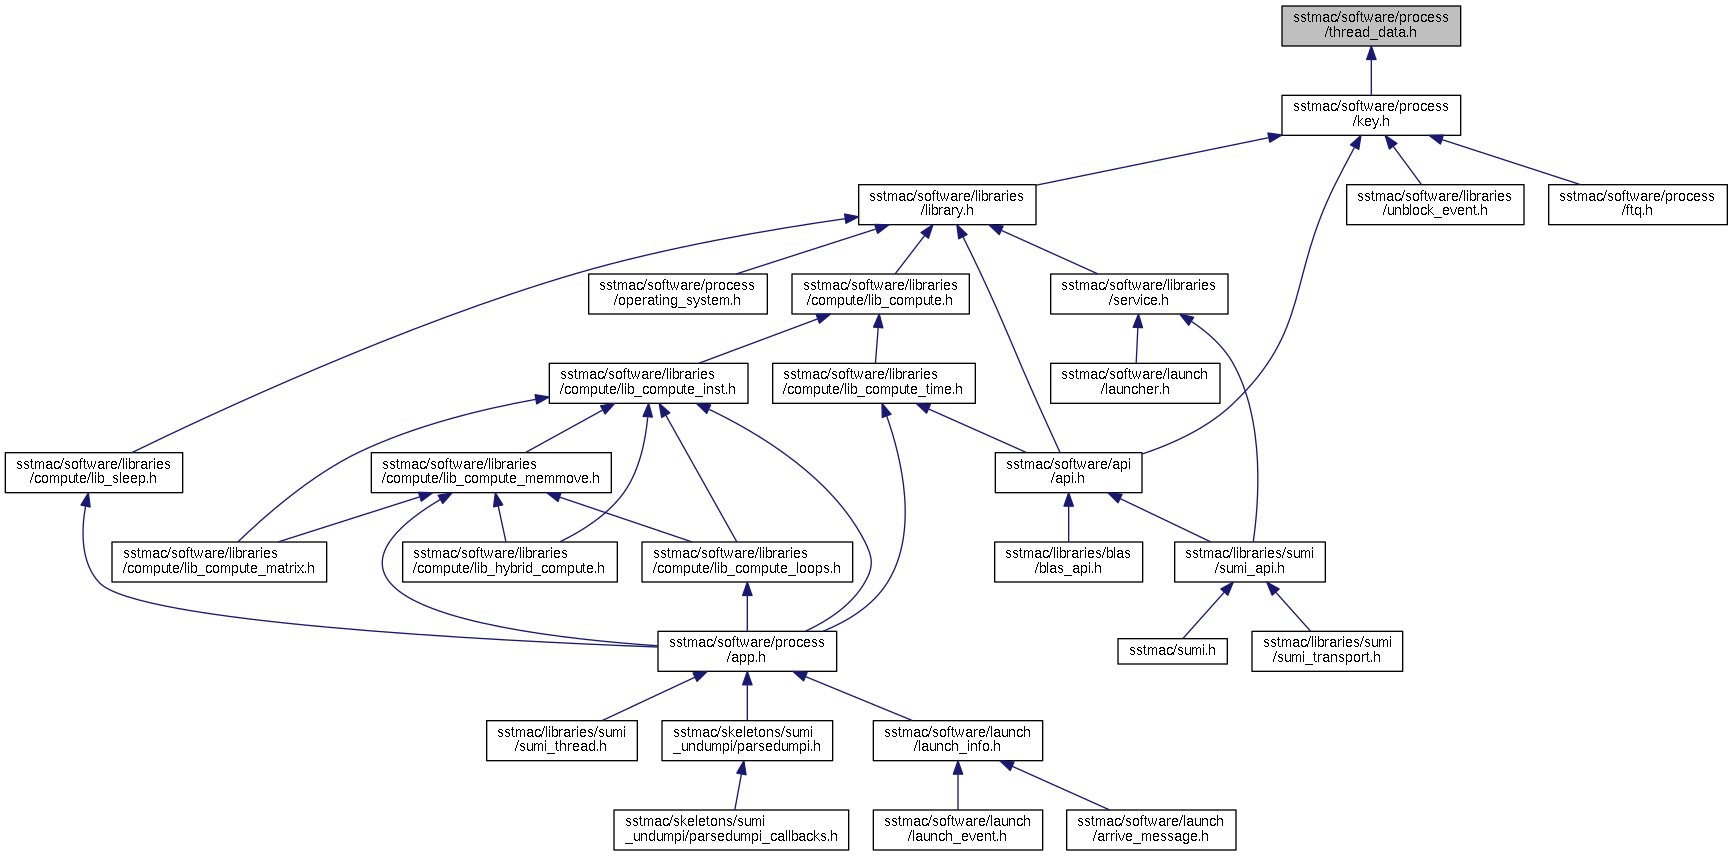 sstmac/software/process
/thread_data.h
sstmac/software/process
/key.h
sstmac/software/libraries
/library.h
sstmac/software/libraries
/unblock_event.h
sstmac/software/process
/ftq.h
sstmac/software/process
/operating_system.h
sstmac/software/libraries
/compute/lib_compute.h
sstmac/software/libraries
/service.h
sstmac/software/libraries
/compute/lib_compute_inst.h
sstmac/software/libraries
/compute/lib_compute_time.h
sstmac/software/launch
/launcher.h
sstmac/software/libraries
/compute/lib_sleep.h
sstmac/software/libraries
/compute/lib_compute_memmove.h
sstmac/software/api
/api.h
sstmac/software/libraries
/compute/lib_compute_matrix.h
sstmac/software/libraries
/compute/lib_hybrid_compute.h
sstmac/software/libraries
/compute/lib_compute_loops.h
sstmac/libraries/blas
/blas_api.h
sstmac/libraries/sumi
/sumi_api.h
sstmac/software/process
/app.h
sstmac/sumi.h
sstmac/libraries/sumi
/sumi_transport.h
sstmac/libraries/sumi
/sumi_thread.h
sstmac/skeletons/sumi
_undumpi/parsedumpi.h
sstmac/software/launch
/launch_info.h
sstmac/skeletons/sumi
_undumpi/parsedumpi_callbacks.h
sstmac/software/launch
/launch_event.h
sstmac/software/launch
/arrive_message.h